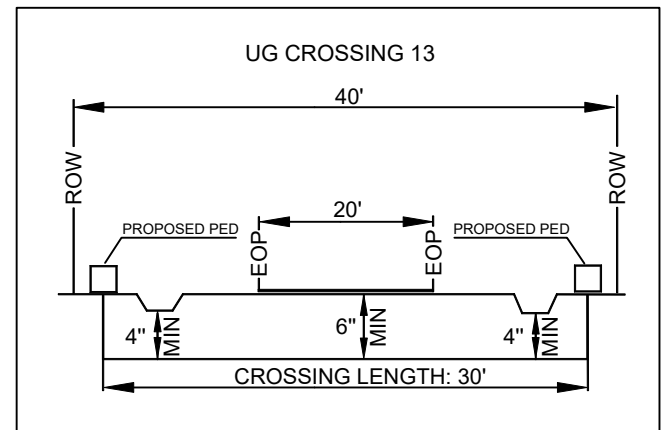 UG CROSSING 13
40'
ROW
ROW
20'
PROPOSED PED
PROPOSED PED
EOP
EOP
4" MIN
6" MIN
4" MIN
CROSSING LENGTH: 30'